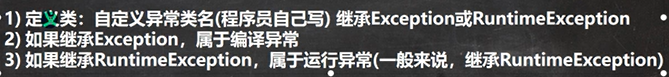 1) 定义类：自定义异常类名(程序员自己写) 继承Exception或RuntimeException
2) 如果继承Exception，属于编译异常
3) 如果继承RuntimeException，属于运行异常(一般来说，继承RuntimeException)